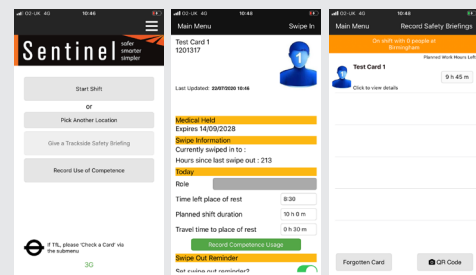 O2-UK 4G 10:46
Sentinel safer
smarter
simpler
Start Shift
or
Pick Another Location
Give a Trackside Safety Briefing
Record Use of Competence
If TfL, please 'Check a Card' via
the submenu
3G
O2-UK 4G 10:46
Main Menu Swipe In
Test Card 1
1201317
1
Last Updated: 22/07/2020 10:46
Medical Held
Expires 14/09/2028
Swipe Information
Currently swiped in to :
Hours since last swipe out : 213
Today
Role
Time left place of rest 8:30
Planned shift duration 10 h 0 m
Travel time to place of rest 0 h 30 m
Record Competence Usage
Swipe Out Reminder
Set swipe out reminder?
O2-UK 4G 10:46
Main Menu Record Safety Briefings
On shift with 0 people at
Birmingham
Planned Work Hours Left
Test Card 1
9 h 45 m
Click to view details
Forgotten Card QR Code